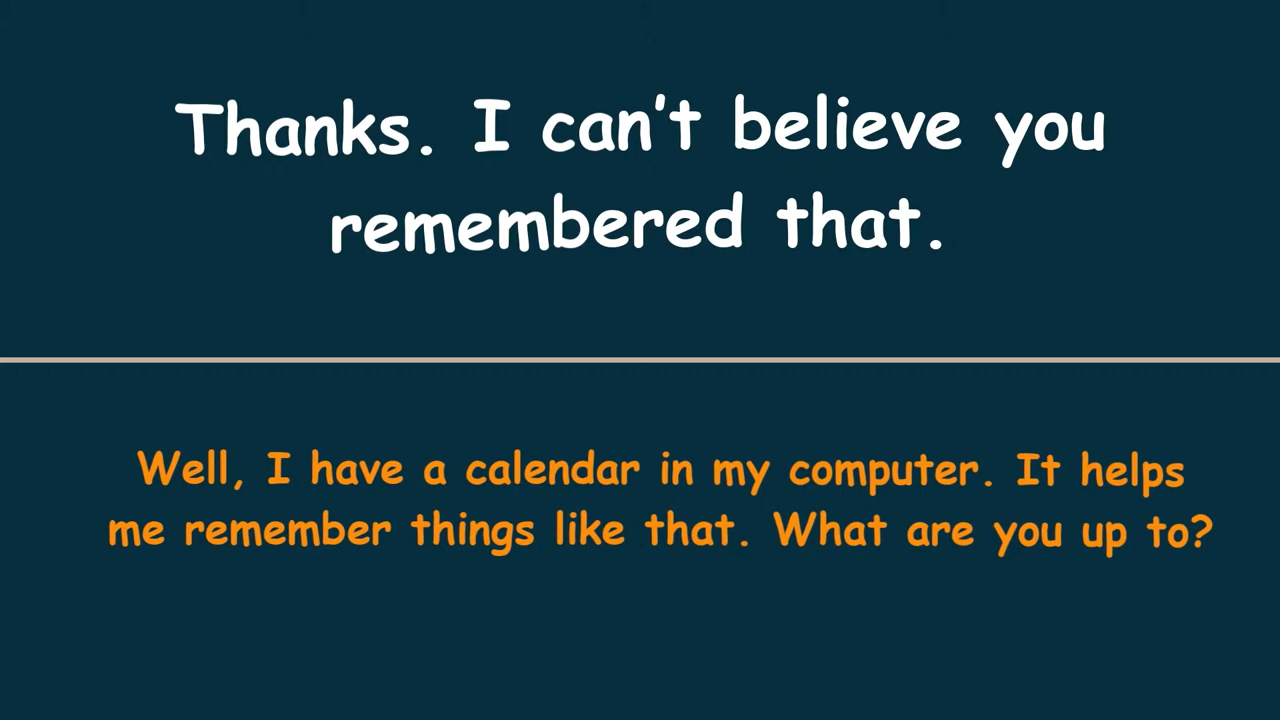 Thanks. I can't believe you
remembered that.
Well, I have a calendar in my computer. It helps
me remember things like that. What are you up to?